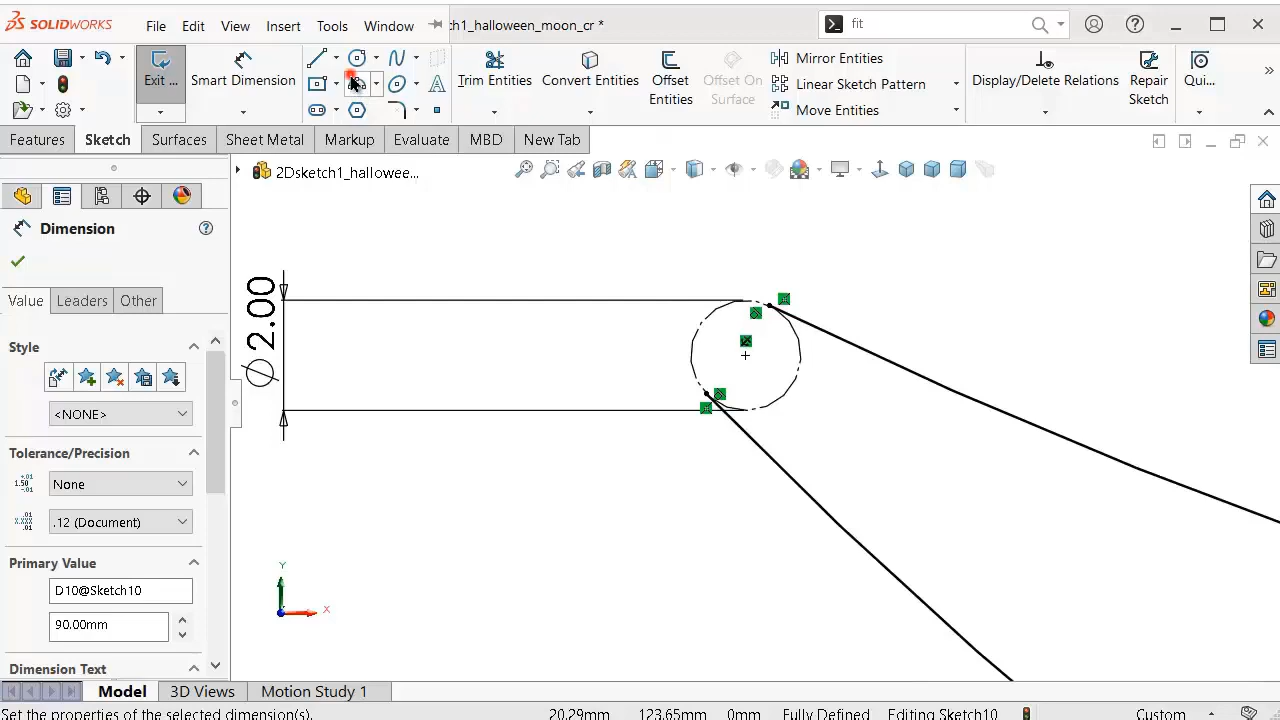 SOLIDWORKS
File Edit View Insert Tools Window
ch1_halloween_moon_cr *
fit
Exit ...
Smart Dimension
Trim Entities
Convert Entities
Offset Entities
Offset On Surface
Mirror Entities
Linear Sketch Pattern
Move Entities
Display/Delete Relations
Repair Sketch
Qui...
Features Sketch Surfaces Sheet Metal Markup Evaluate MBD New Tab
2Dsketch1_hallowee...
Dimension
Value Leaders Other
Style
<NONE>
Tolerance/Precision
None
.12 (Document)
Primary Value
D10@Sketch10
90.00mm
Dimension Text
∅ 2.00
Y
X
Model 3D Views Motion Study 1
Set the properties of the selected dimension(s). 20.29mm 123.65mm 0mm Fully Defined Editing Sketch10 Custom